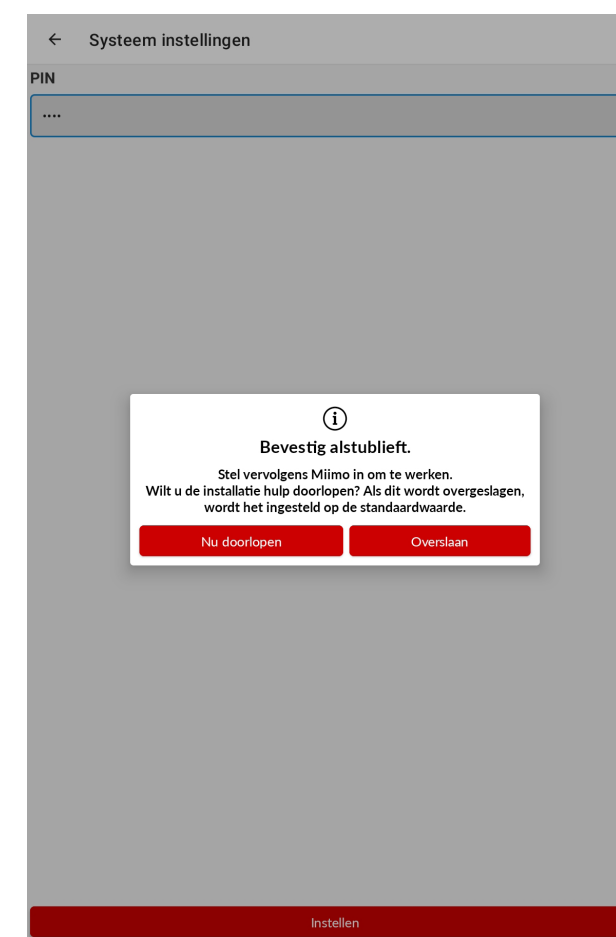 Systeem instellingen
PIN
Bevestig alstublieft.
Stel vervolgens Miimo in om te werken.
Wilt u de installatie hulp doorlopen? Als dit wordt overgeslagen,
wordt het ingesteld op de standaardwaarde.
Nu doorlopen
Overslaan
Instellen